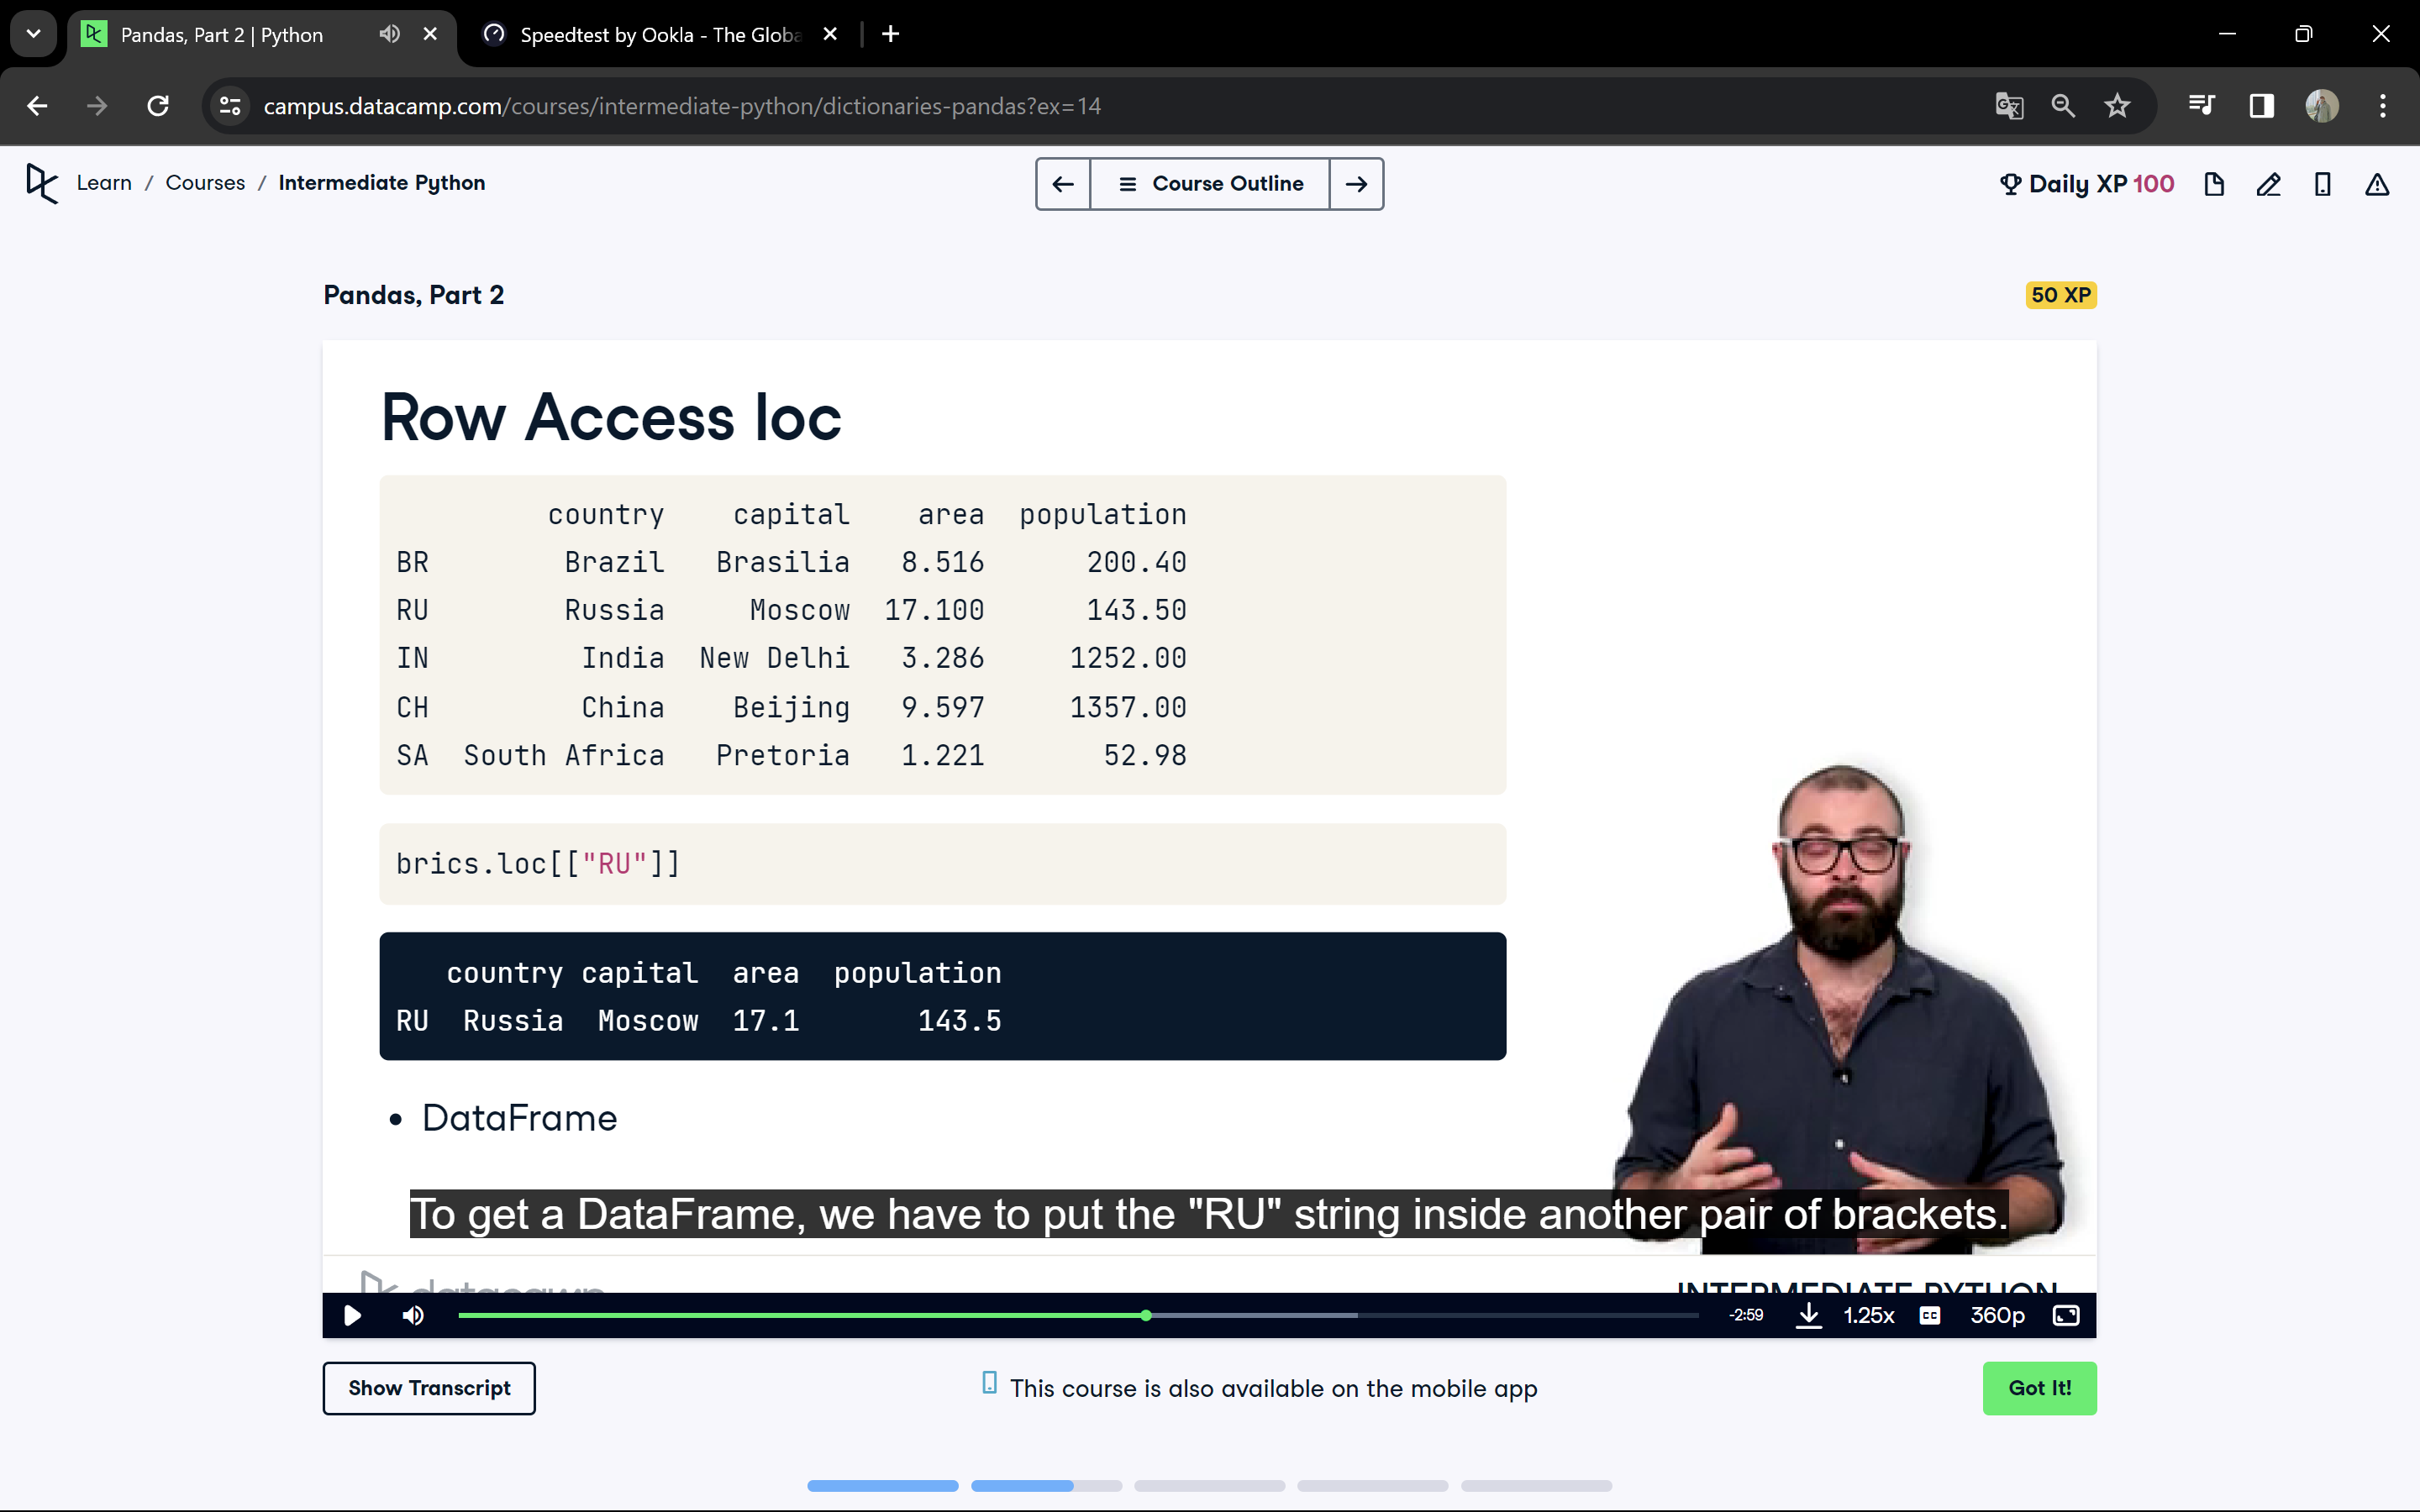 Pandas, Part 2 | Python
Speedtest by Ookla - The Globa
campus.datacamp.com/courses/intermediate-python/dictionaries-pandas?ex=14
Learn / Courses / Intermediate Python
Course Outline
Daily XP 100
Pandas, Part 2
50 XP
Row Access loc
country capital area population
BR Brazil Brasilia 8.516 200.40
RU Russia Moscow 17.100 143.50
IN India New Delhi 3.286 1252.00
CH China Beijing 9.597 1357.00
SA South Africa Pretoria 1.221 52.98
brics.loc[["RU"]]
country capital area population
RU Russia Moscow 17.1 143.5
• DataFrame
To get a DataFrame, we have to put the "RU" string inside another pair of brackets.
datacamp
INTERMEDIATE PYTHON
-2:59
1.25x
CC
360p
Show Transcript
This course is also available on the mobile app
Got It!